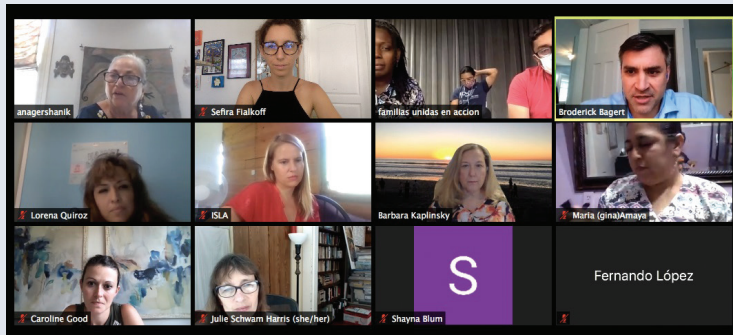 anagershanik
Sefira Fialkoff
familias unidas en accion
Broderick Bagert
Lorena Quiroz
ISLA
Barbara Kaplinsky
Maria (gina)Amaya
Caroline Good
Julie Schwam Harris (she/her)
S
Shayna Blum
Fernando López